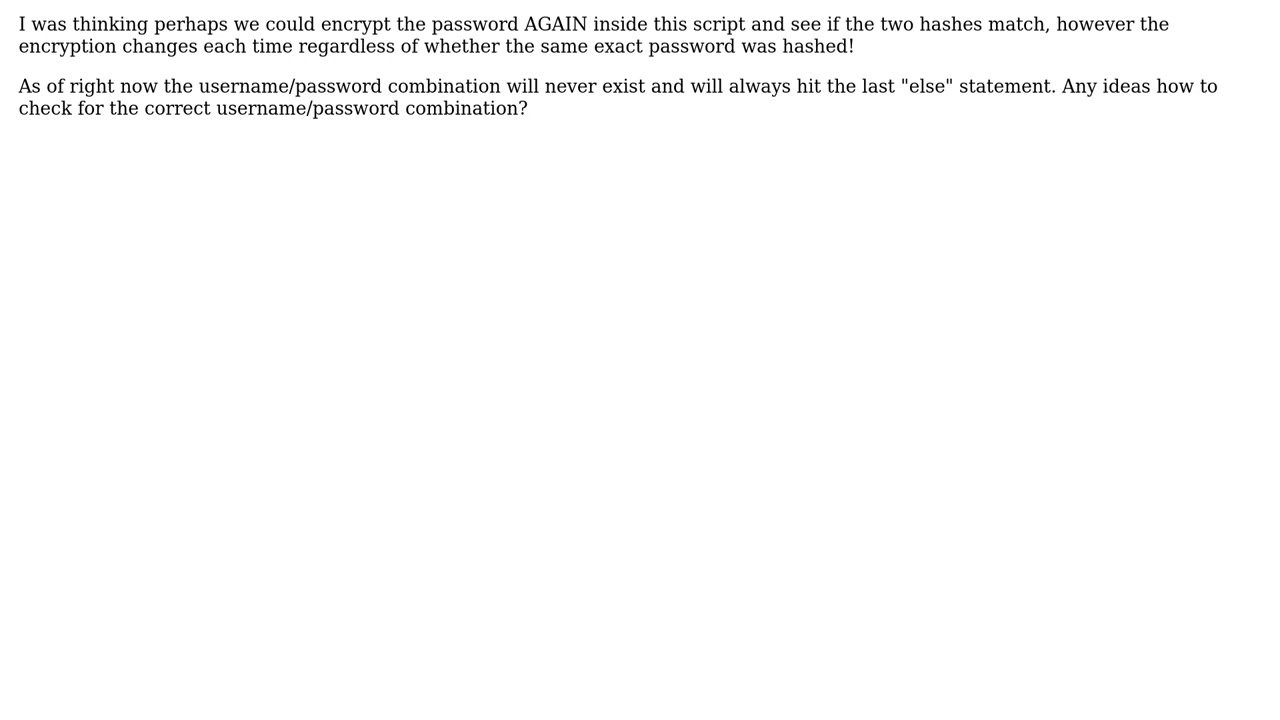 I was thinking perhaps we could encrypt the password AGAIN inside this script and see if the two hashes match, however the
encryption changes each time regardless of whether the same exact password was hashed!
As of right now the username/password combination will never exist and will always hit the last "else" statement. Any ideas how to
check for the correct username/password combination?